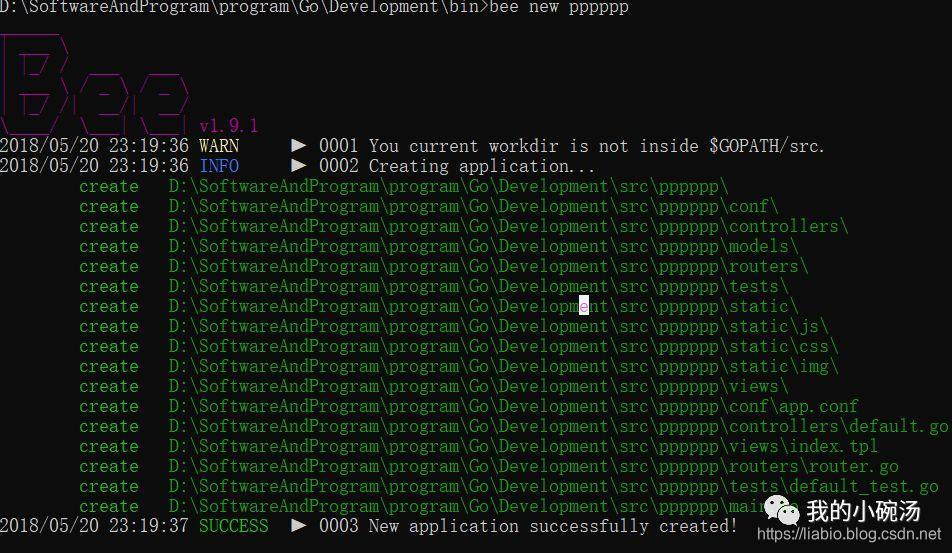 D:\SoftwareAndProgram\program\Go\Development\bin>bee new pppppp
Bee
v1.9.1
2018/05/20 23:19:36 WARN ▶ 0001 You current workdir is not inside $GOPATH/src.
2018/05/20 23:19:36 INFO ▶ 0002 Creating application...
create D:\SoftwareAndProgram\program\Go\Development\src\pppppp\
create D:\SoftwareAndProgram\program\Go\Development\src\pppppp\conf\
create D:\SoftwareAndProgram\program\Go\Development\src\pppppp\controllers\
create D:\SoftwareAndProgram\program\Go\Development\src\pppppp\models\
create D:\SoftwareAndProgram\program\Go\Development\src\pppppp\routers\
create D:\SoftwareAndProgram\program\Go\Development\src\pppppp\tests\
create D:\SoftwareAndProgram\program\Go\Development\src\pppppp\static\
create D:\SoftwareAndProgram\program\Go\Development\src\pppppp\static\js\
create D:\SoftwareAndProgram\program\Go\Development\src\pppppp\static\css\
create D:\SoftwareAndProgram\program\Go\Development\src\pppppp\static\img\
create D:\SoftwareAndProgram\program\Go\Development\src\pppppp\views\
create D:\SoftwareAndProgram\program\Go\Development\src\pppppp\conf\app.conf
create D:\SoftwareAndProgram\program\Go\Development\src\pppppp\controllers\default.go
create D:\SoftwareAndProgram\program\Go\Development\src\pppppp\views\index.tpl
create D:\SoftwareAndProgram\program\Go\Development\src\pppppp\routers\router.go
create D:\SoftwareAndProgram\program\Go\Development\src\pppppp\tests\default_test.go
create D:\SoftwareAndProgram\program\Go\Development\src\pppppp\mai
2018/05/20 23:19:37 SUCCESS ▶ 0003 New application successfully created!
我的小碗汤
https://liabio.blog.csdn.net